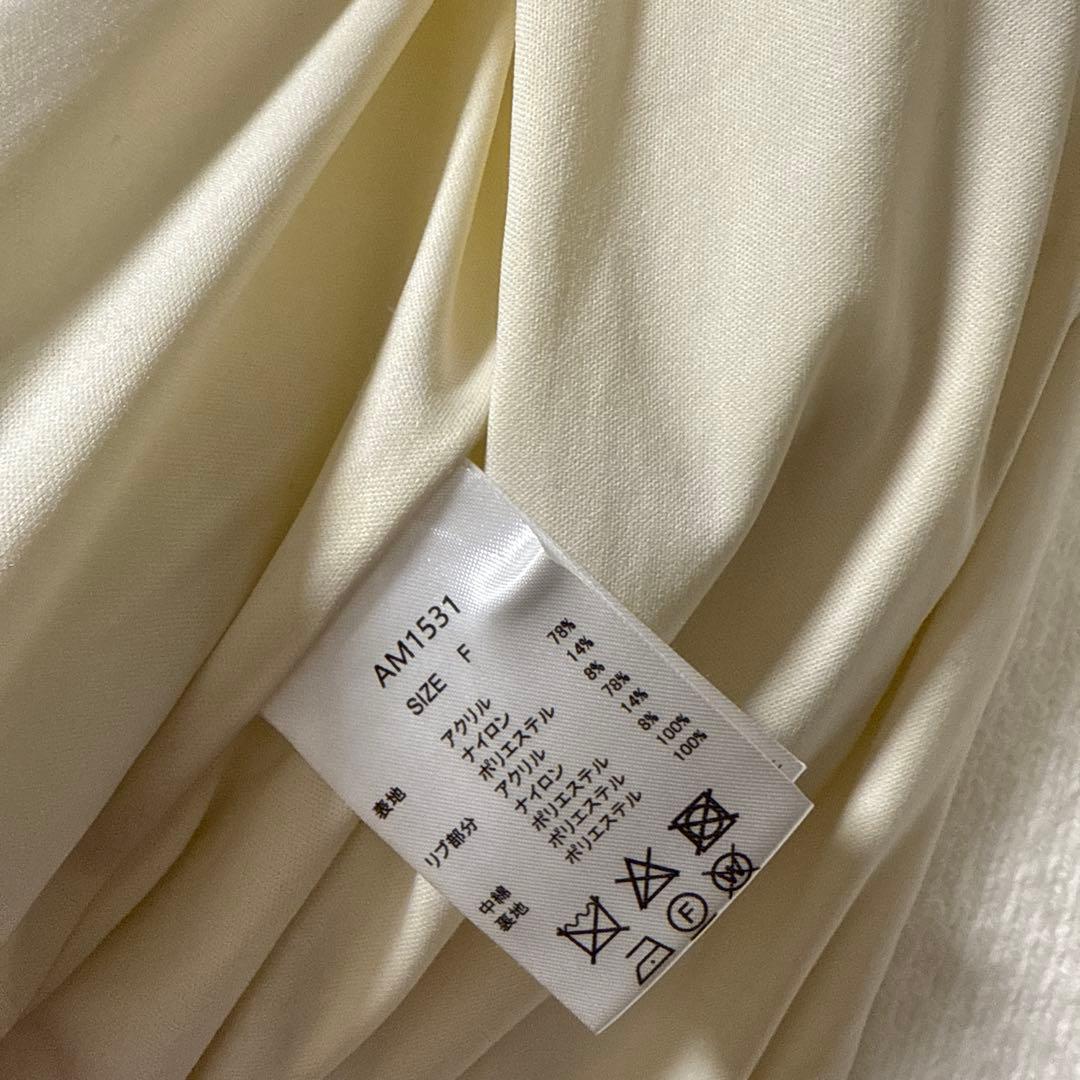 AM1531
SIZE F
表地 アクリル 78%
ナイロン 14%
ポリエステル 8%
リブ部分 アクリル 78%
ナイロン 14%
ポリエステル 8%
中綿 ポリエステル 100%
裏地 ポリエステル 100%
F
W